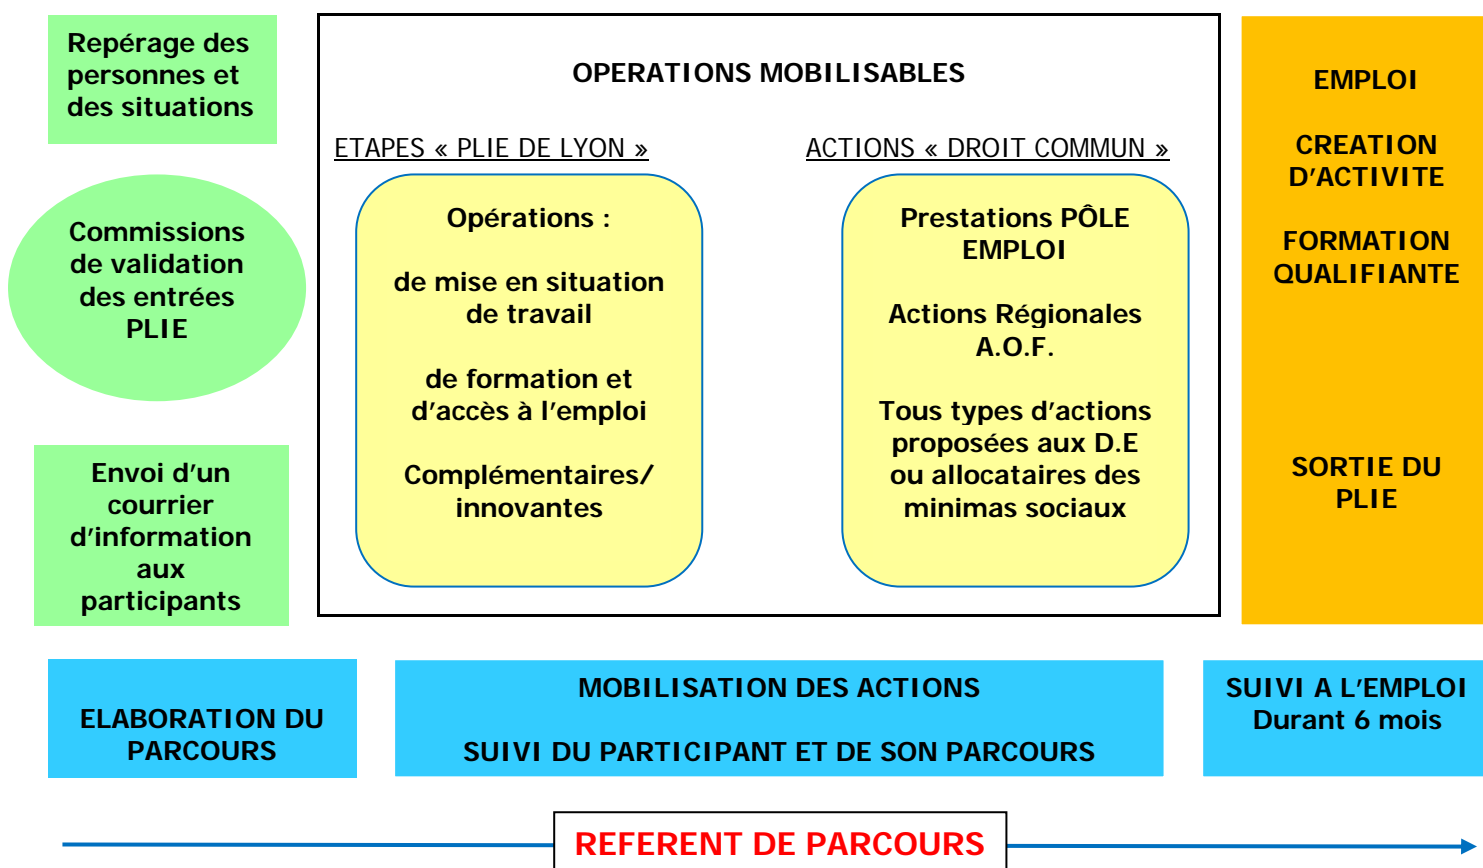 Repérage des
personnes et
des situations
Commissions
de validation
des entrées
PLIE
Envoi d'un
courrier
d'information
aux
participants
OPERATIONS MOBILISABLES
ETAPES « PLIE DE LYON »
Opérations :
de mise en situation
de travail
de formation et
d'accès à l'emploi
Complémentaires/
innovantes
ACTIONS « DROIT COMMUN »
Prestations PÔLE
EMPLOI
Actions Régionales
A.O.F.
Tous types d'actions
proposées aux D.E
ou allocataires des
minimas sociaux
EMPLOI
CREATION
D'ACTIVITE
FORMATION
QUALIFIANTE
SORTIE DU
PLIE
ELABORATION DU
PARCOURS
MOBILISATION DES ACTIONS
SUIVI DU PARTICIPANT ET DE SON PARCOURS
SUIVI A L'EMPLOI
Durant 6 mois
REFERENT DE PARCOURS